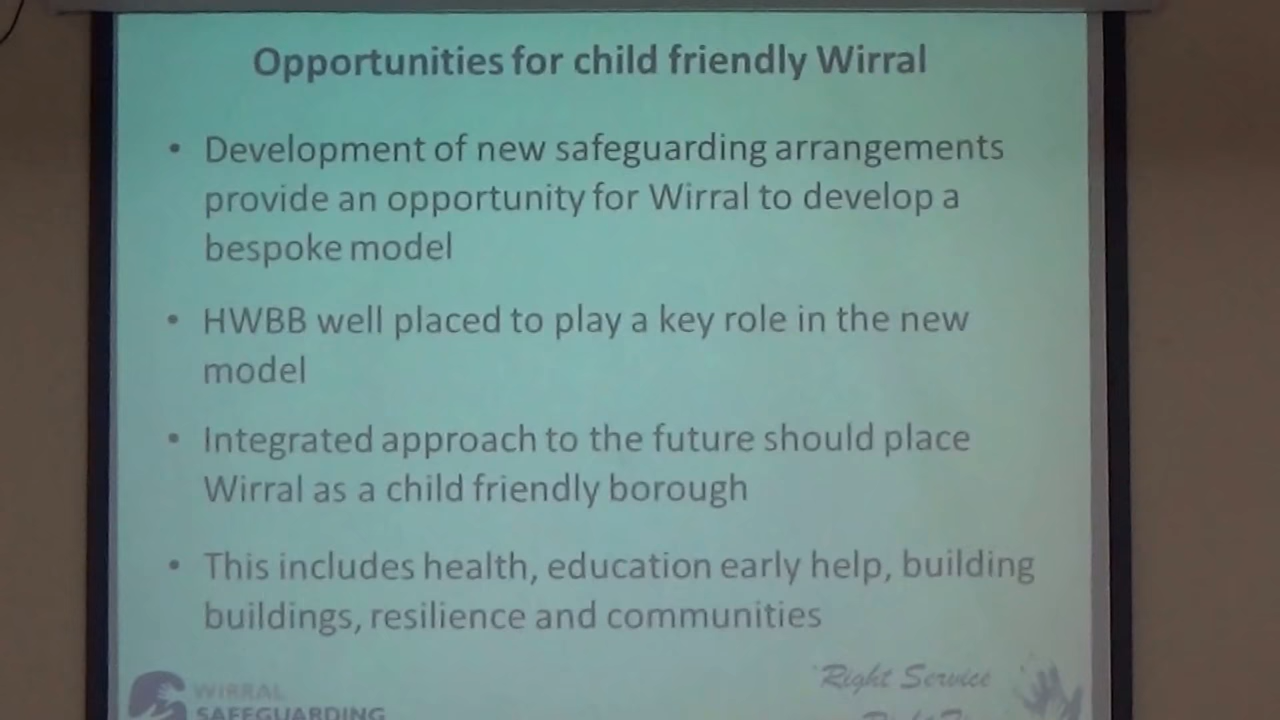 Opportunities for child friendly Wirral
• Development of new safeguarding arrangements
provide an opportunity for Wirral to develop a
bespoke model
• HWBB well placed to play a key role in the new
model
• Integrated approach to the future should place
Wirral as a child friendly borough
• This includes health, education early help, building
buildings, resilience and communities
WIRRAL
SAFEGUARDING
'Right Service